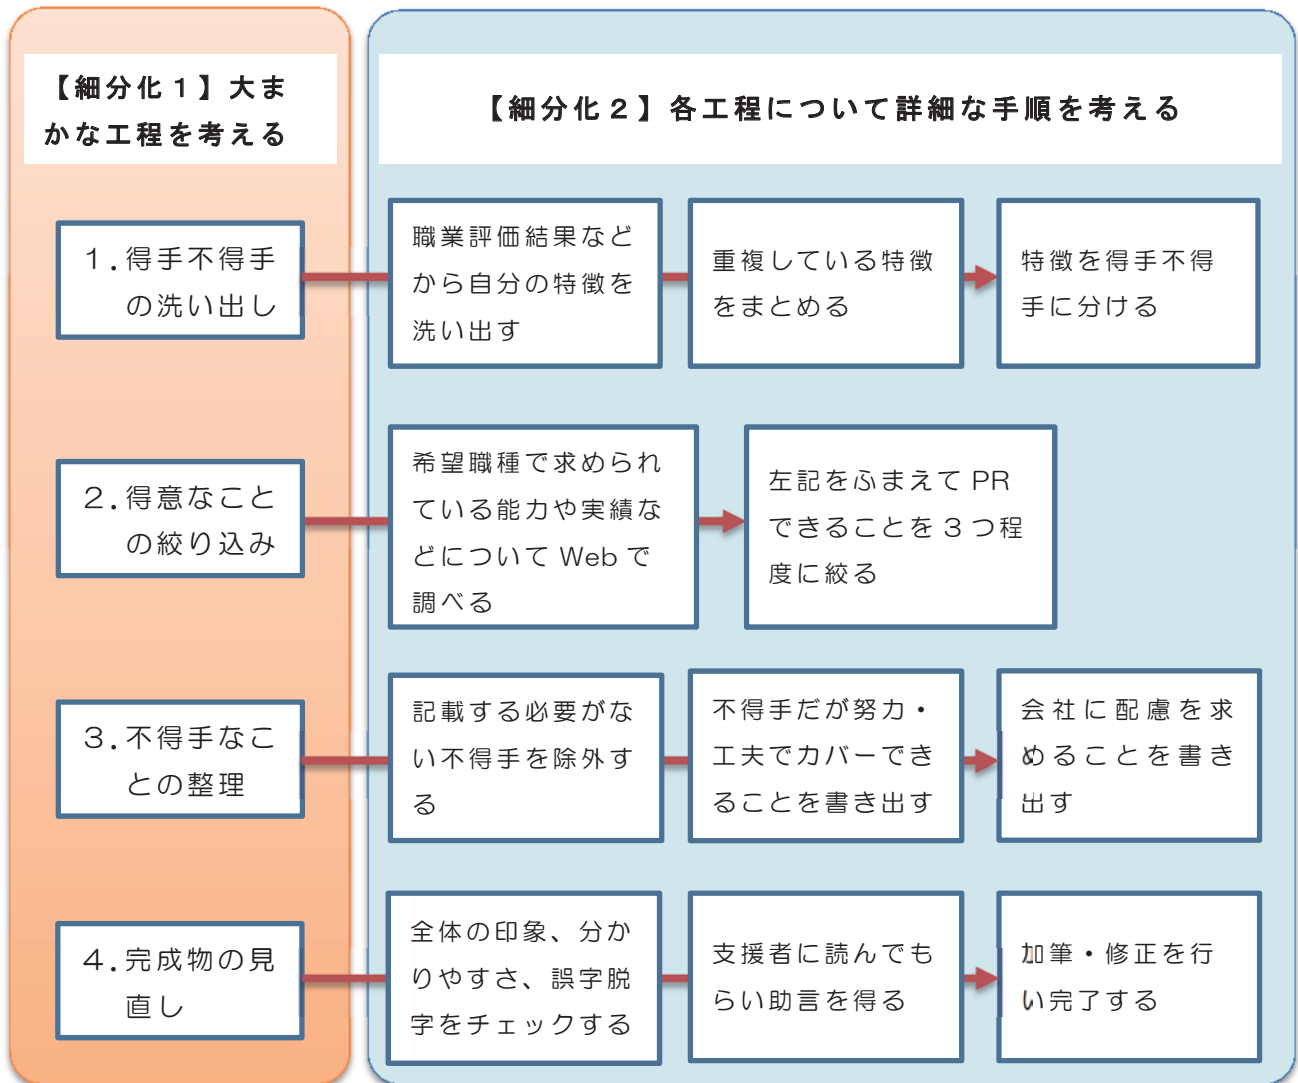 【細分化１】大ま
かな工程を考える
【細分化２】各工程について詳細な手順を考える
１.得手不得手
の洗い出し
職業評価結果など
から自分の特徴を
洗い出す
重複している特徴
をまとめる
特徴を得手不得
手に分ける
２.得意なこと
の絞り込み
希望職種で求められ
ている能力や実績な
どについて Web で
調べる
左記をふまえて PR
できることを３つ程
度に絞る
３.不得手なこ
との整理
記載する必要がな
い不得手を除外す
る
不得手だが努力・
工夫でカバーでき
ることを書き出す
会社に配慮を求
めることを書き
出す
４.完成物の見
直し
全体の印象、分か
りやすさ、誤字脱
字をチェックする
支援者に読んでも
らい助言を得る
加筆・修正を行
い完了する